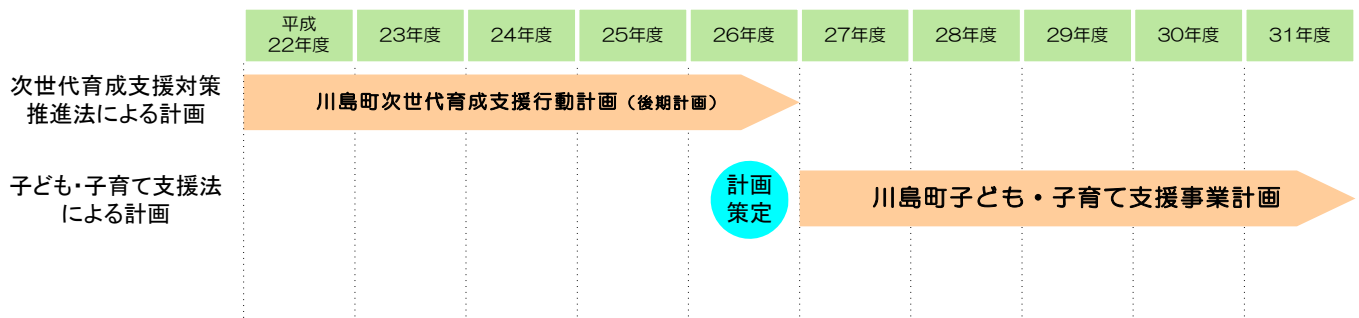 平成
22年度
23年度
24年度
25年度
26年度
27年度
28年度
29年度
30年度
31年度
次世代育成支援対策
推進法による計画
川島町次世代育成支援行動計画（後期計画）
子ども・子育て支援法
による計画
計画
策定
川島町子ども・子育て支援事業計画